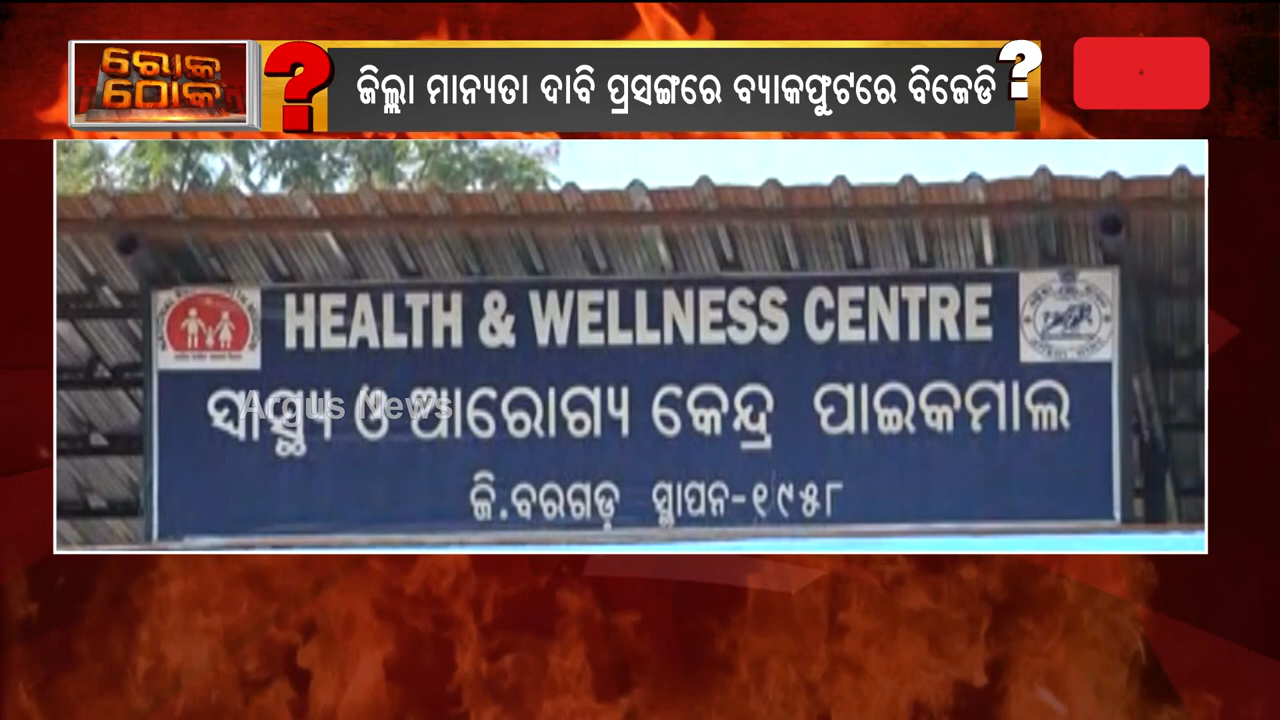 ରୋକ
ଠୋକ
?
ଜିଲ୍ଲା ମାନ୍ୟତା ଦାବି ପ୍ରସଙ୍ଗରେ ବ୍ୟାକଫୁଟରେ ବିଜେଡି
?
HEALTH & WELLNESS CENTRE
ସ୍ୱାସ୍ଥ୍ୟ ଓ ଆରୋଗ୍ୟ କେନ୍ଦ୍ର ପାଇକମାଲ
Argus News
ଜି.ବରଗଡ଼ ସ୍ଥାପନ-୧୯୫୮